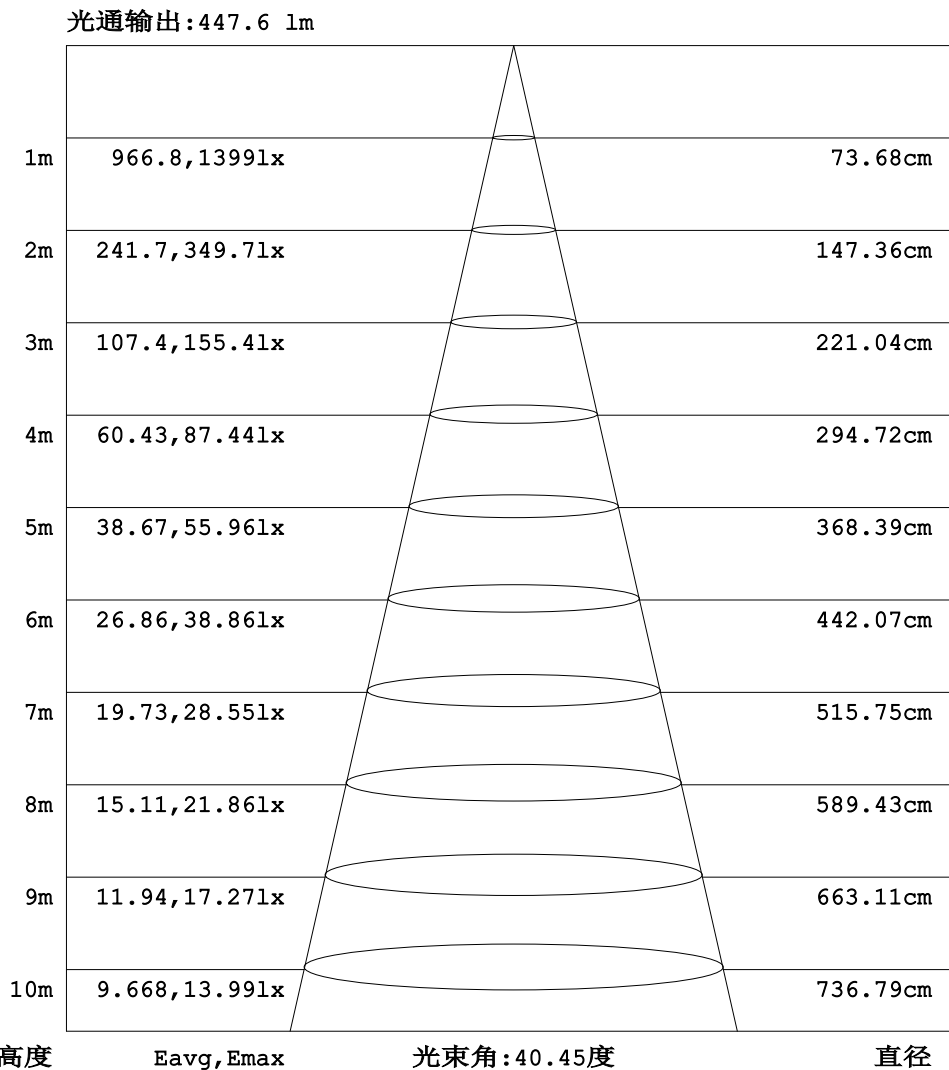 光通输出:447.6 lm
1m 966.8,1399lx 73.68cm
2m 241.7,349.7lx 147.36cm
3m 107.4,155.4lx 221.04cm
4m 60.43,87.44lx 294.72cm
5m 38.67,55.96lx 368.39cm
6m 26.86,38.86lx 442.07cm
7m 19.73,28.55lx 515.75cm
8m 15.11,21.86lx 589.43cm
9m 11.94,17.27lx 663.11cm
10m 9.668,13.99lx 736.79cm
高度 Eavg,Emax 光束角:40.45度 直径